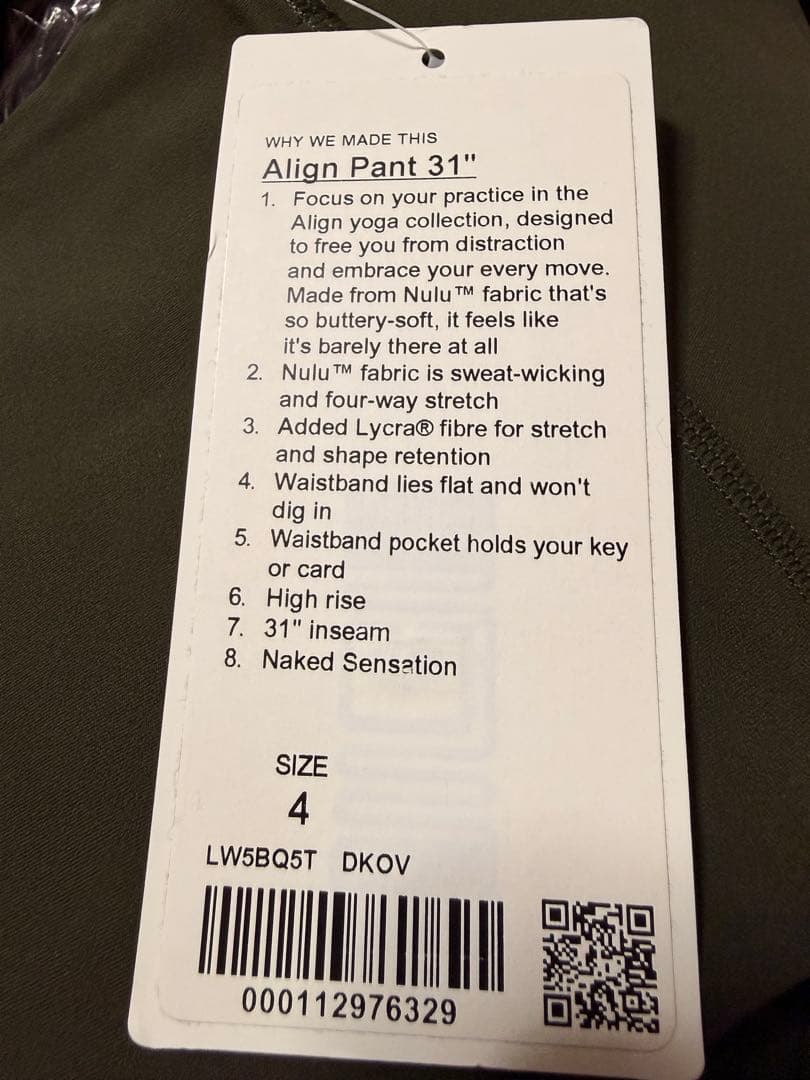 WHY WE MADE THIS
Align Pant 31"
1. Focus on your practice in the
Align yoga collection, designed
to free you from distraction
and embrace your every move.
Made from Nulu™ fabric that's
so buttery-soft, it feels like
it's barely there at all
2. Nulu™ fabric is sweat-wicking
and four-way stretch
3. Added Lycra® fibre for stretch
and shape retention
4. Waistband lies flat and won't
dig in
5. Waistband pocket holds your key
or card
6. High rise
7. 31" inseam
8. Naked Sensation
SIZE
4
LW5BQ5T DKOV
000112976329